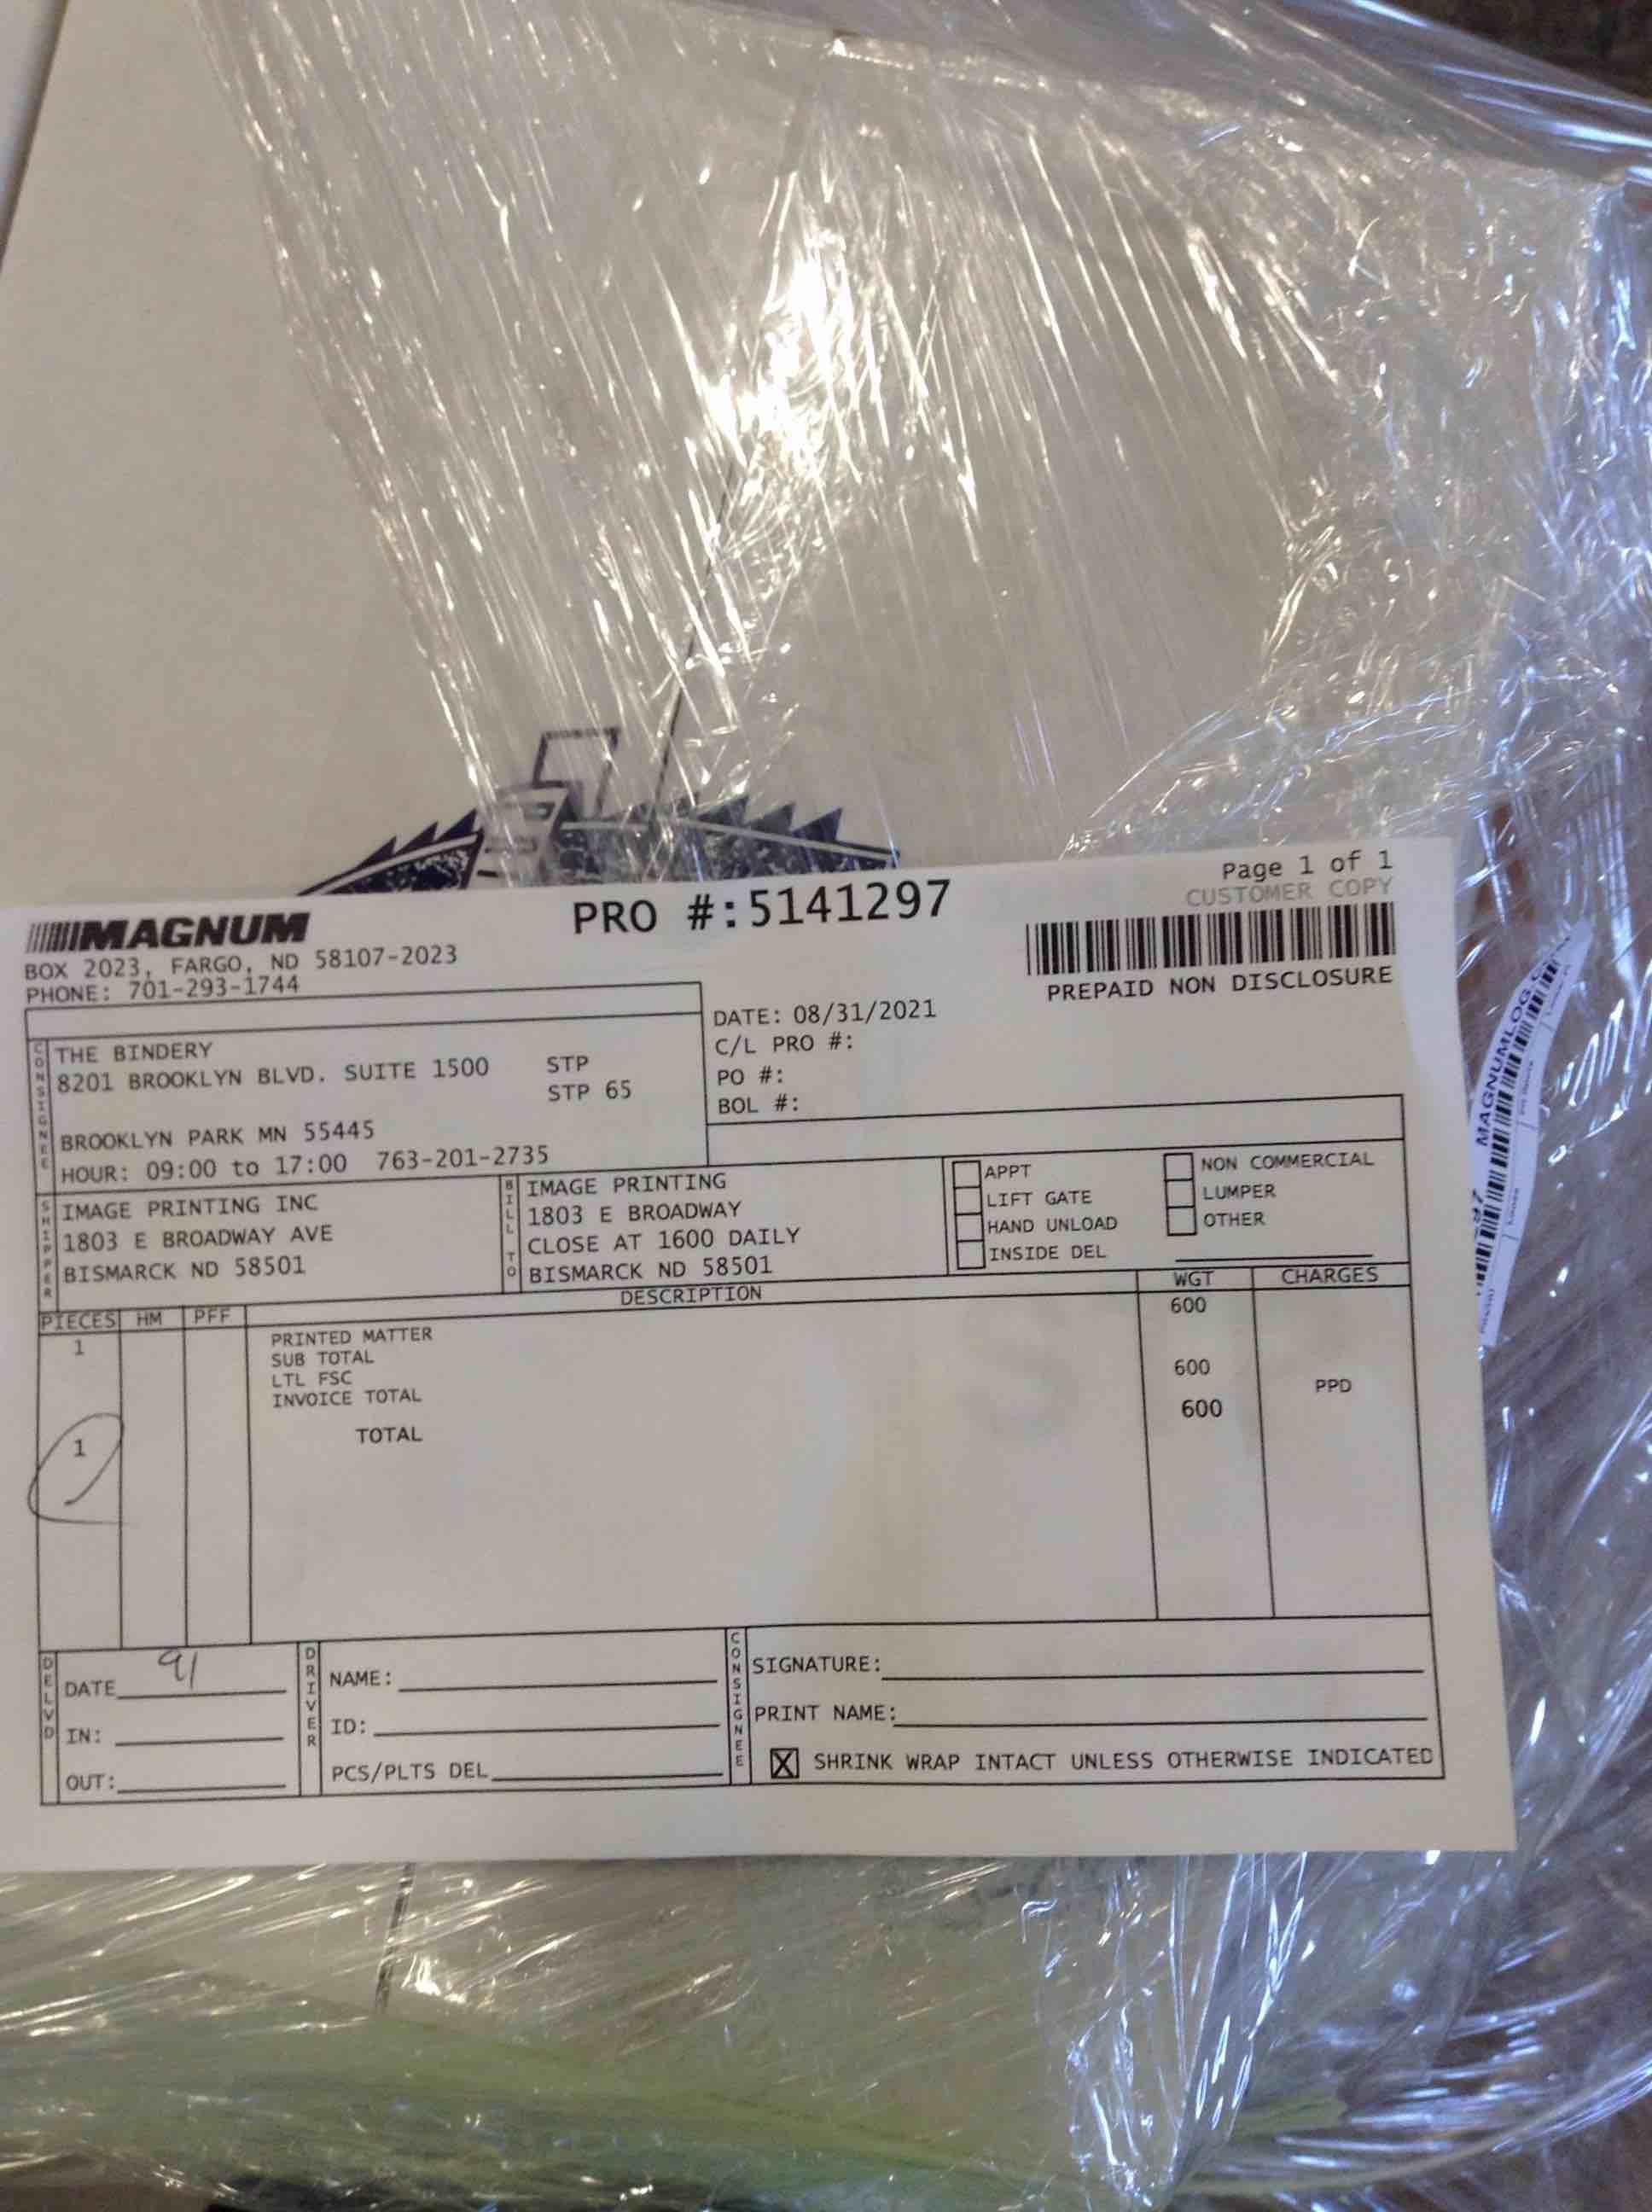 Page 1 of 1
CUSTOMER COPY
MAGNUM
PRO #:5141297
BOX 2023, FARGO, ND 58107-2023
PHONE: 701-293-1744
PREPAID NON DISCLOSURE
DATE: 08/31/2021
C/L PRO #:
PO #:
BOL #:
CONSIGNEE
THE BINDERY
8201 BROOKLYN BLVD. SUITE 1500 STP
STP 65
BROOKLYN PARK MN 55445
HOUR: 09:00 to 17:00 763-201-2735
SHIPPER
IMAGE PRINTING INC
1803 E BROADWAY AVE
BISMARCK ND 58501
BILL TO
IMAGE PRINTING
1803 E BROADWAY
CLOSE AT 1600 DAILY
BISMARCK ND 58501
APPT
LIFT GATE
HAND UNLOAD
INSIDE DEL
NON COMMERCIAL
LUMPER
OTHER
PIECES HM PFF DESCRIPTION WGT CHARGES
1 PRINTED MATTER 600
SUB TOTAL 600
LTL FSC PPD
INVOICE TOTAL 600
1 TOTAL
DELVD
DATE 9/
IN:
OUT:
DRIVER
NAME:
ID:
PCS/PLTS DEL
CONSIGNEE
SIGNATURE:
PRINT NAME:
X SHRINK WRAP INTACT UNLESS OTHERWISE INDICATED